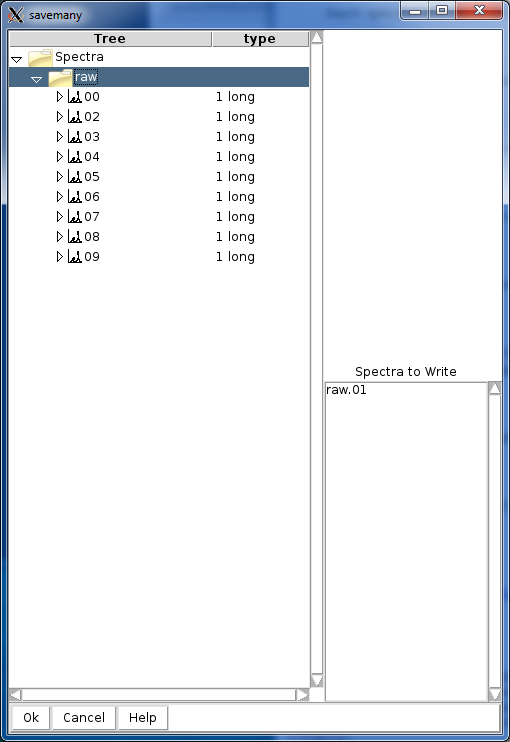 savemany
Tree type
Spectra
raw
00 1 long
02 1 long
03 1 long
04 1 long
05 1 long
06 1 long
07 1 long
08 1 long
09 1 long
Spectra to Write
raw.01
Ok Cancel Help